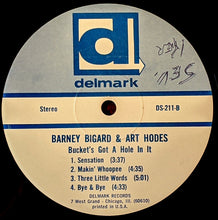 delmark
Stereo
DS-211-B
BARNEY BIGARD & ART HODES
Bucket's Got A Hole In It
1. Sensation (3:37)
2. Makin' Whoopee (4:35)
3. Three Little Words (5:01)
4. Bye & Bye (4:33)
DELMARK RECORDS
7 West Grand - Chicago, Ill. (60610)
printed in U.S.A.